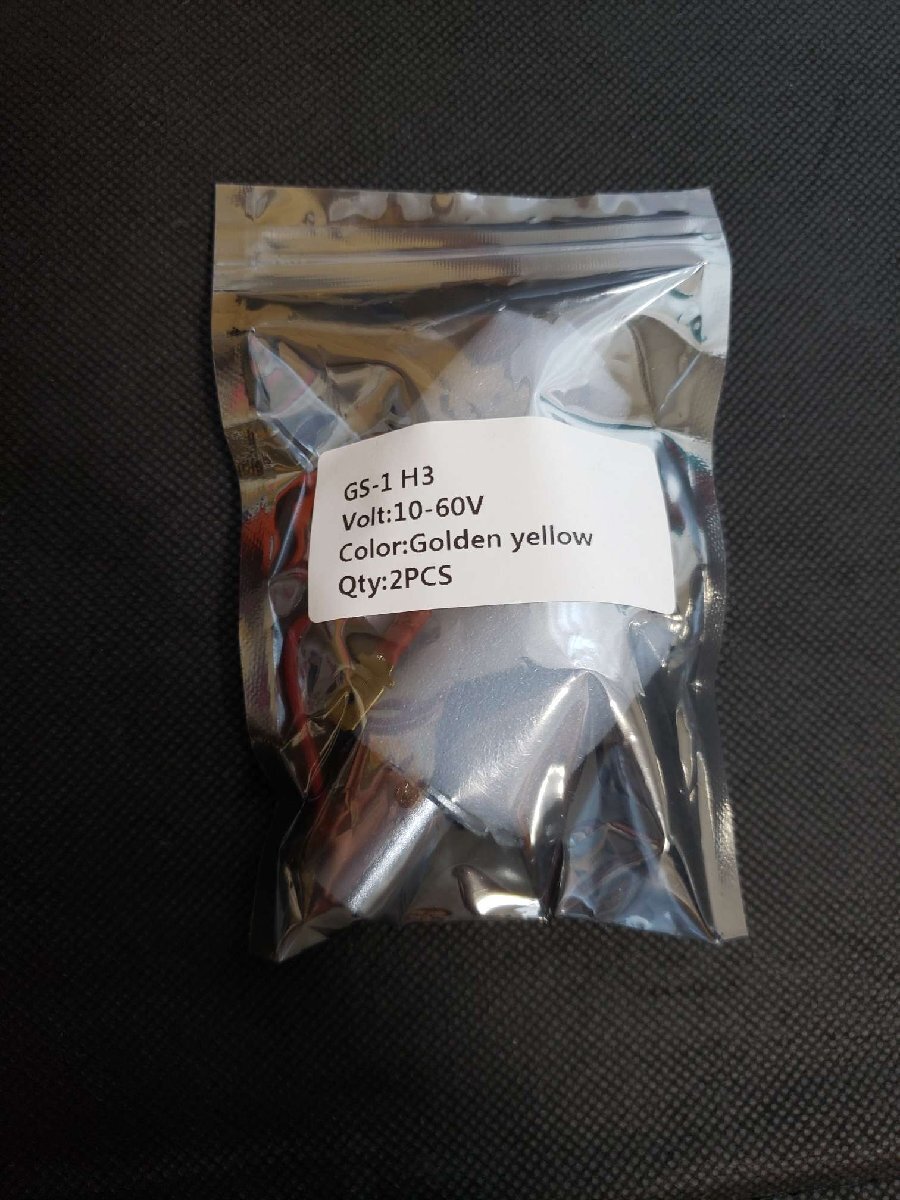 GS-1 H3
Volt:10-60V
Color:Golden yellow
Qty:2PCS